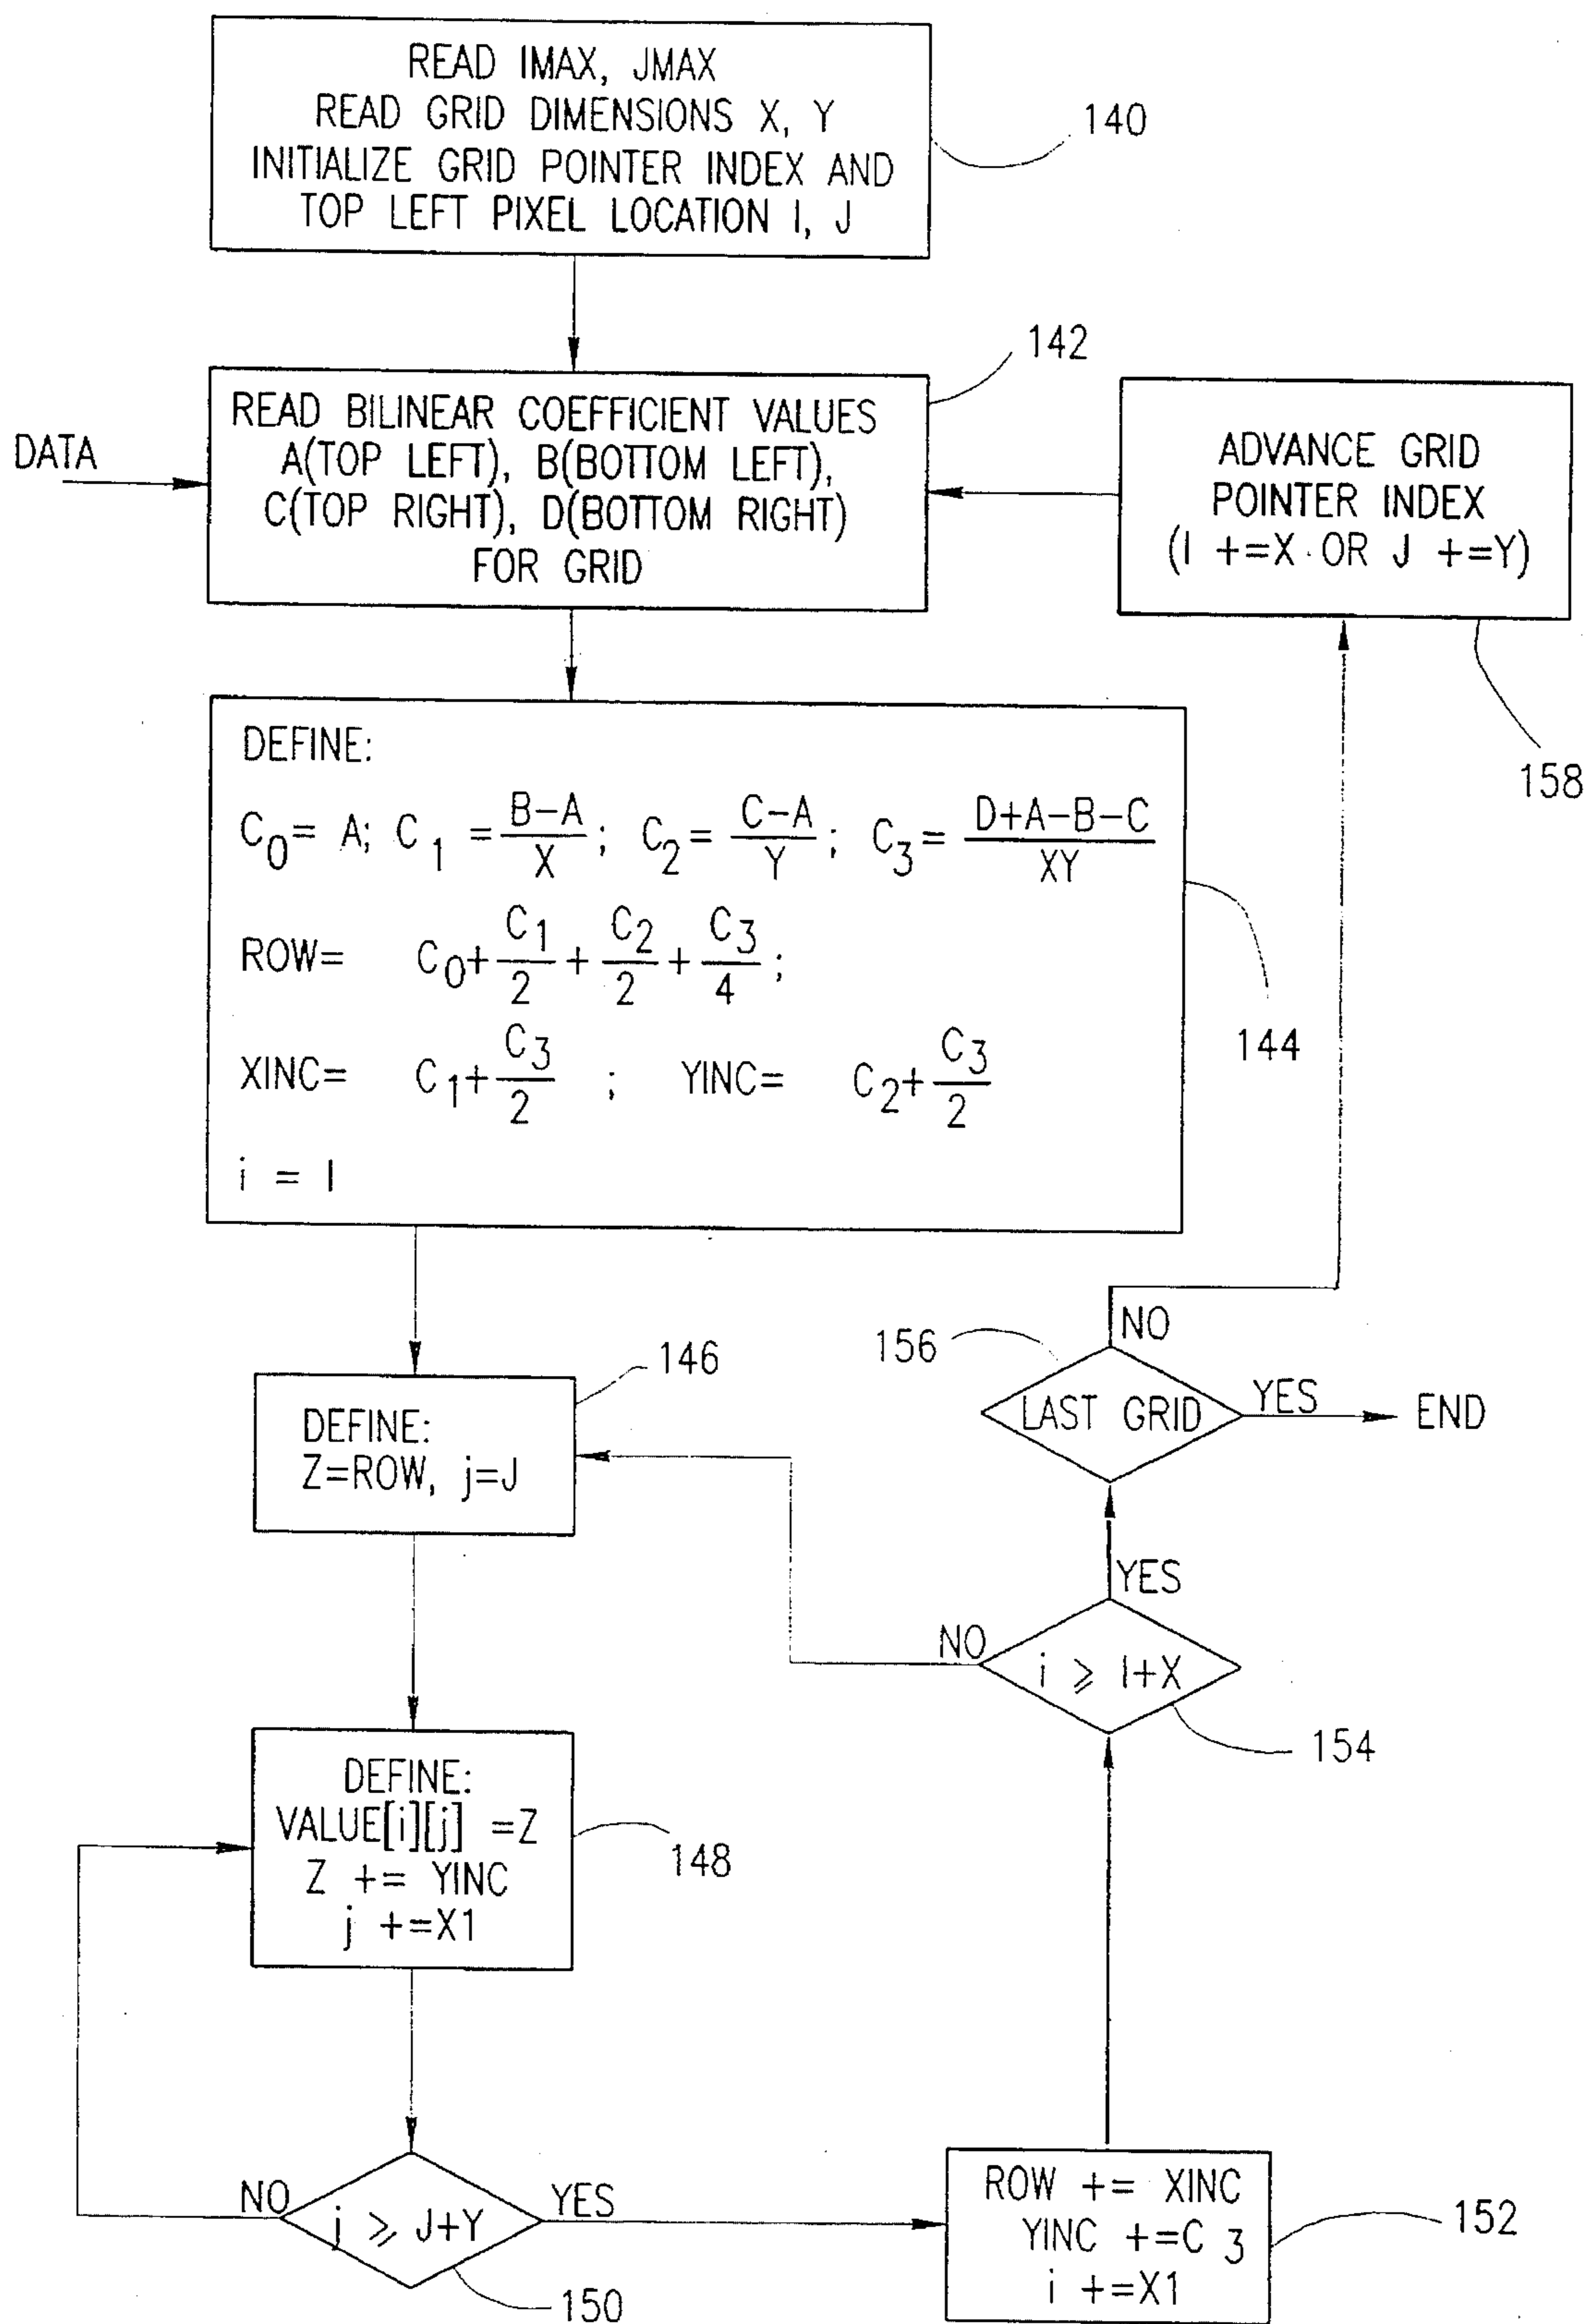 READ IMAX, JMAX
READ GRID DIMENSIONS X, Y
INITIALIZE GRID POINTER INDEX AND
TOP LEFT PIXEL LOCATION I, J
140
DATA
READ BILINEAR COEFFICIENT VALUES
A(TOP LEFT), B(BOTTOM LEFT),
C(TOP RIGHT), D(BOTTOM RIGHT)
FOR GRID
142
ADVANCE GRID
POINTER INDEX
(I +=X OR J +=Y)
158
DEFINE:
C0= A; C1 = (B-A)/X; C2= (C-A)/Y; C3= (D+A-B-C)/XY
ROW= C0+C1/2+C2/2+C3/4;
XINC= C1+C3/2 ; YINC= C2+C3/2
i = I
144
DEFINE:
Z=ROW, j=J
146
DEFINE:
VALUE[i][j] =Z
Z += YINC
j +=X1
148
j ⩾ J+Y
NO
YES
150
ROW += XINC
YINC +=C3
i +=X1
152
i ⩾ I+X
NO
YES
154
LAST GRID
NO
YES
END
156